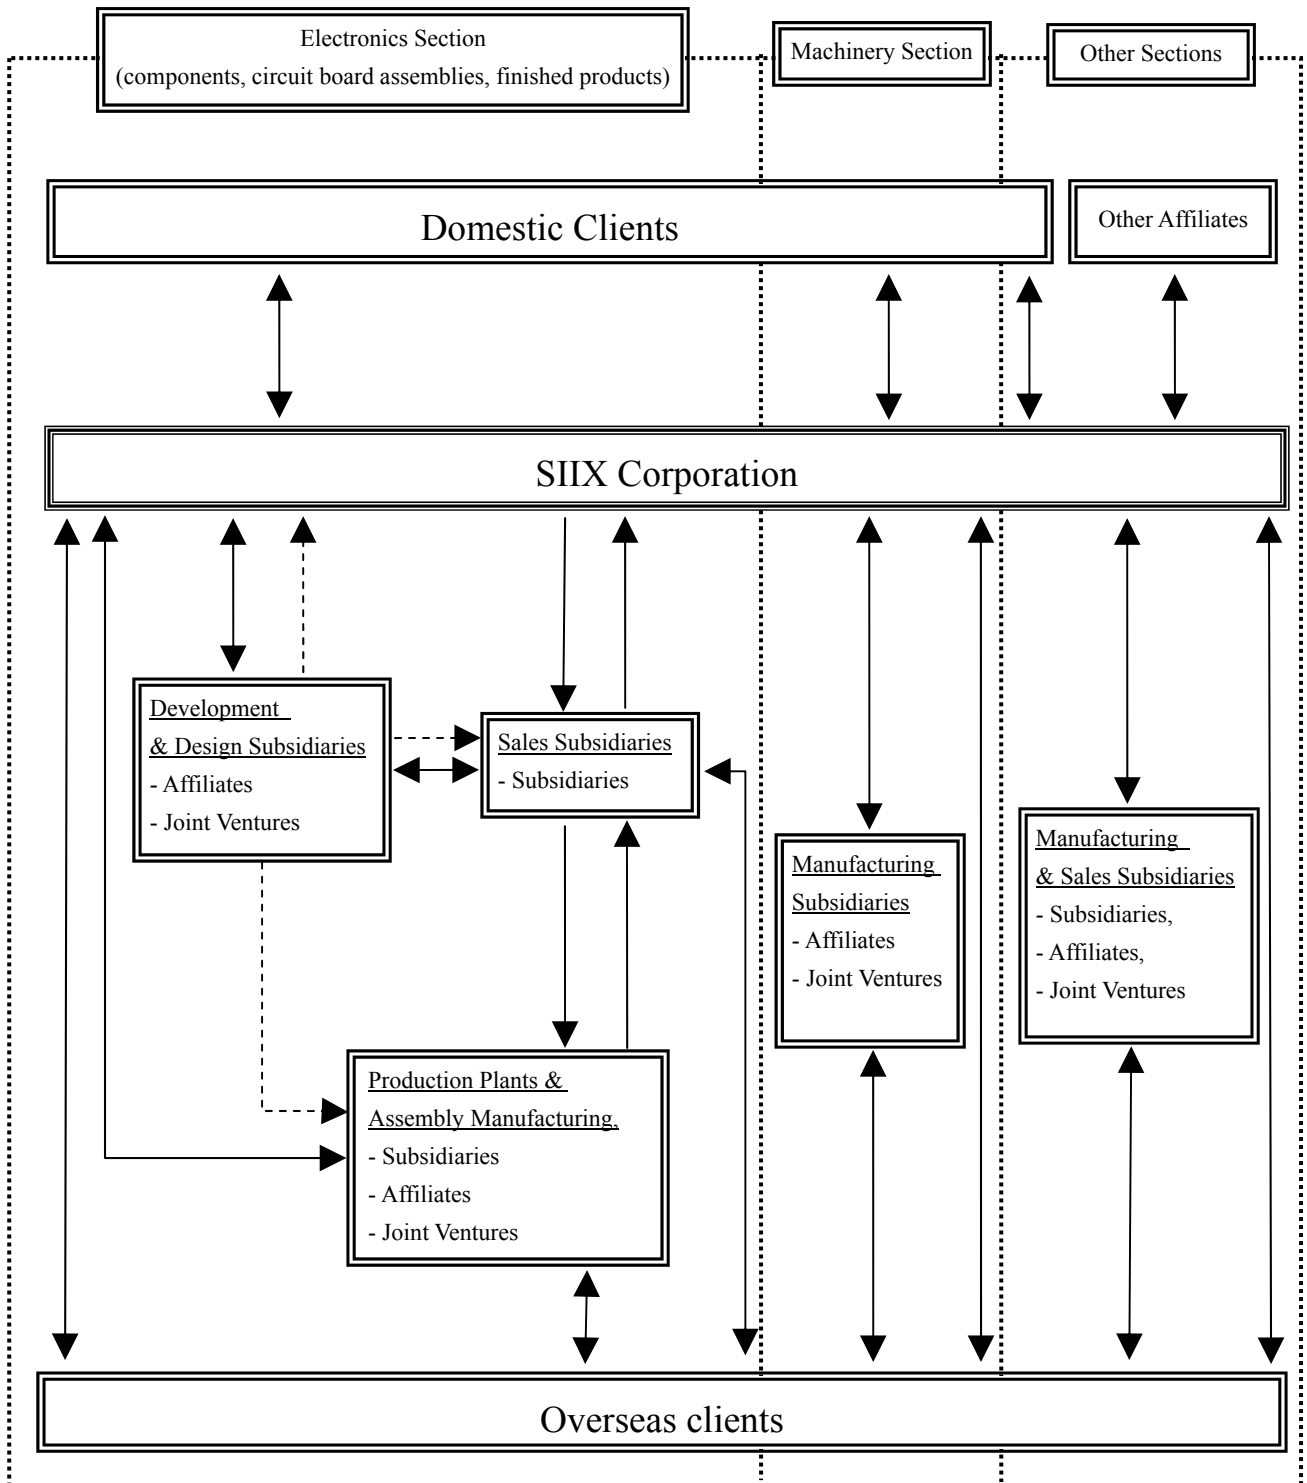 Electronics Section
(components, circuit board assemblies, finished products)
Machinery Section
Other Sections
Domestic Clients
Other Affiliates
SIIX Corporation
Development
& Design Subsidiaries
- Affiliates
- Joint Ventures
Sales Subsidiaries
- Subsidiaries
Manufacturing
Subsidiaries
- Affiliates
- Joint Ventures
Manufacturing
& Sales Subsidiaries
- Subsidiaries,
- Affiliates,
- Joint Ventures
Production Plants &
Assembly Manufacturing,
- Subsidiaries
- Affiliates
- Joint Ventures
Overseas clients